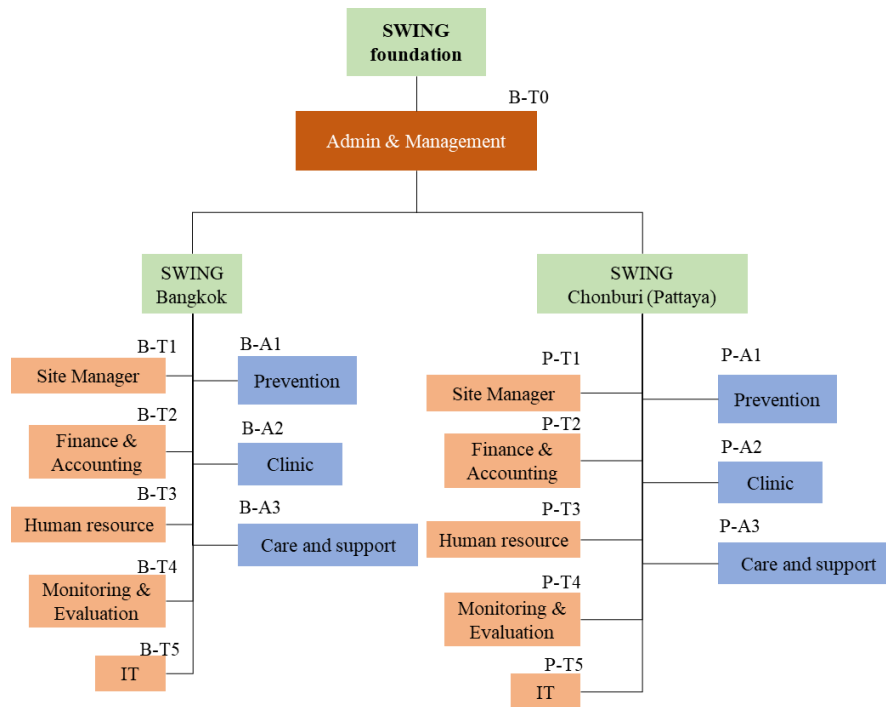 SWING
foundation
B-T0
Admin & Management
SWING
Bangkok
B-T1
Site Manager
B-T2
Finance &
Accounting
B-T3
Human resource
B-T4
Monitoring &
Evaluation
B-T5
IT
B-A1
Prevention
B-A2
Clinic
B-A3
Care and support
SWING
Chonburi (Pattaya)
P-T1
Site Manager
P-T2
Finance &
Accounting
P-T3
Human resource
P-T4
Monitoring &
Evaluation
P-T5
IT
P-A1
Prevention
P-A2
Clinic
P-A3
Care and support